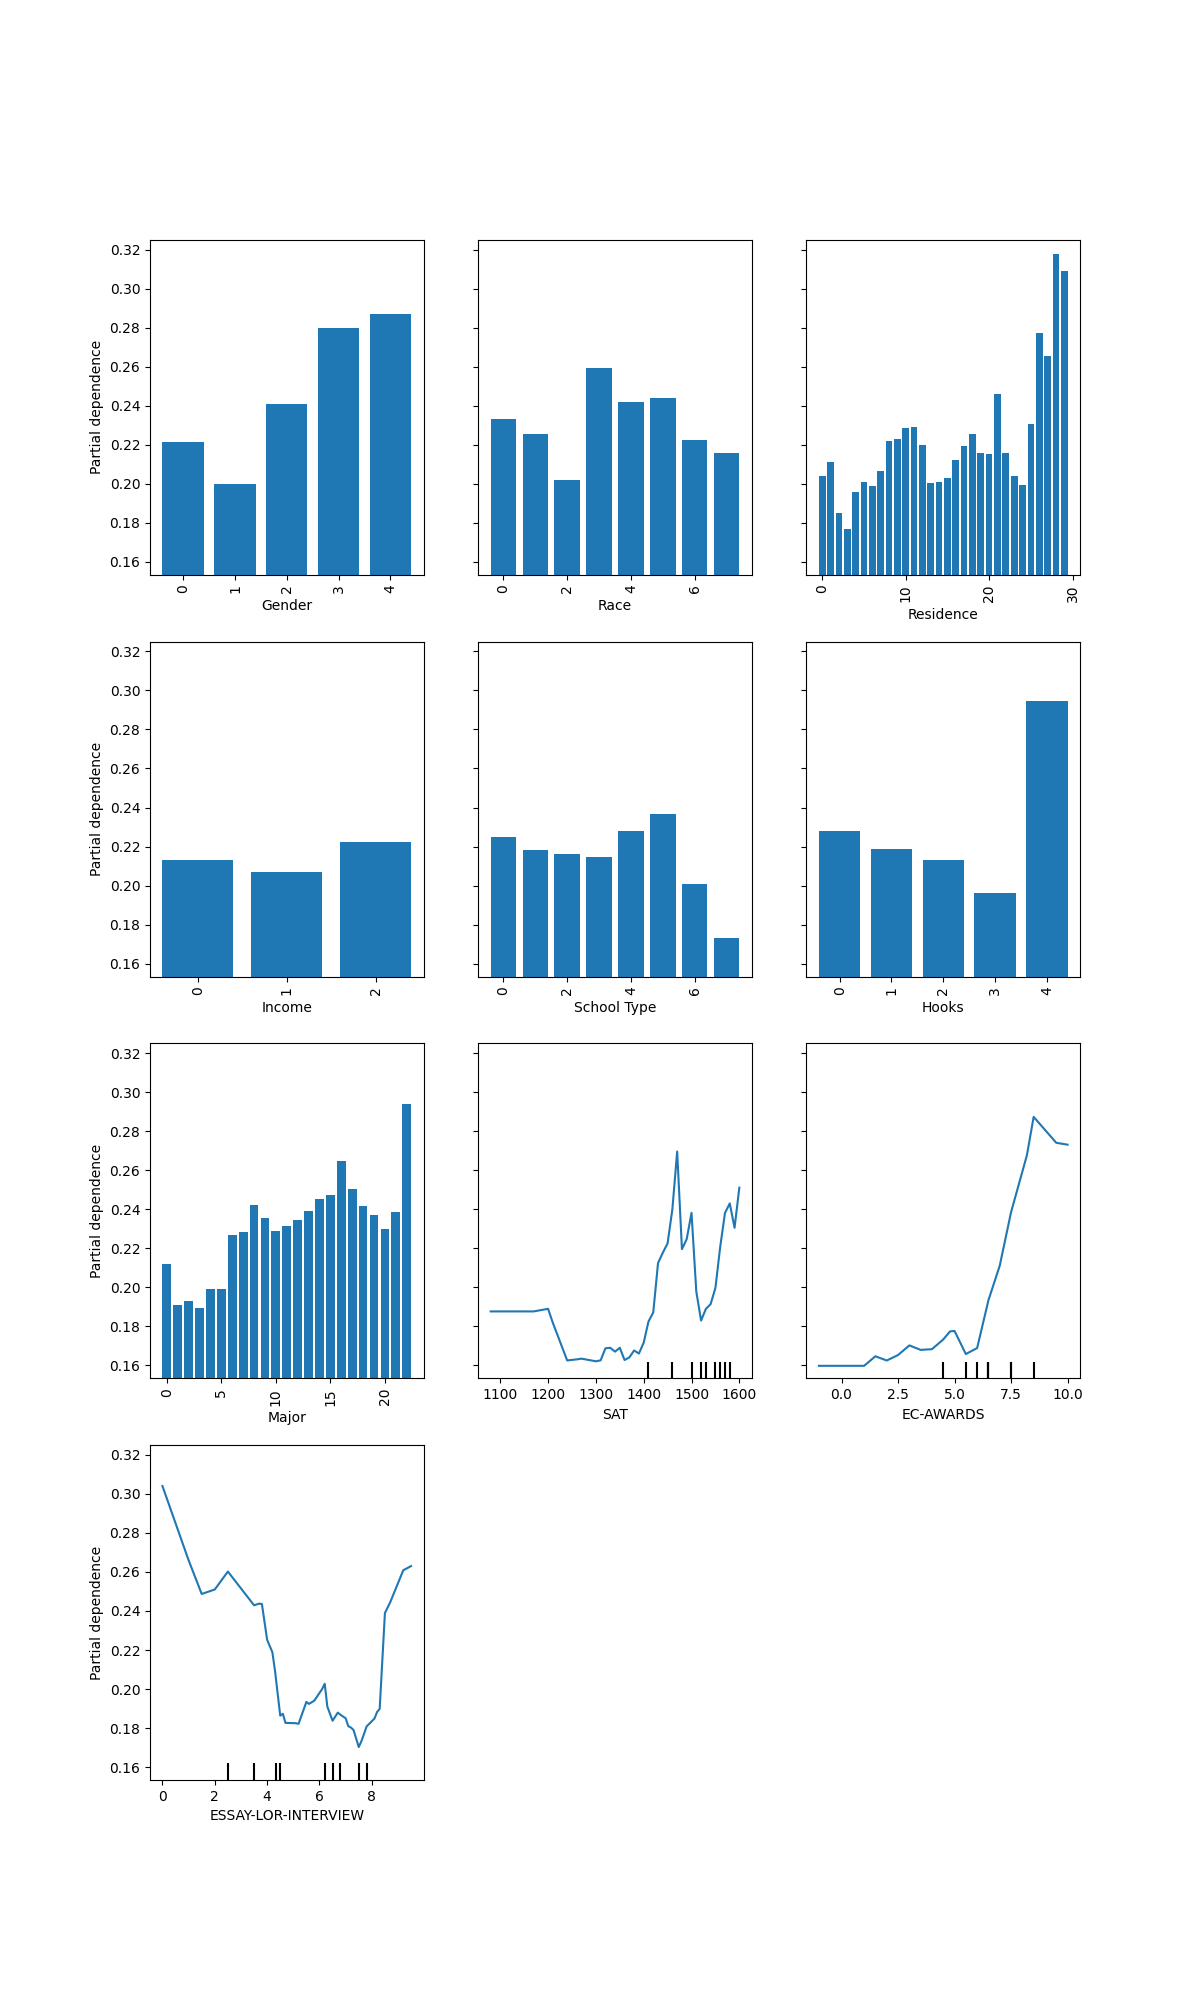 0.32
0.30
0.28
0.26
0.24
0.22
0.20
0.18
0.16
Partial dependence
0 1 2 3 4
Gender
0 2 4 6
Race
0 10 20 30
Residence
0.32
0.30
0.28
0.26
0.24
0.22
0.20
0.18
0.16
Partial dependence
0 1 2
Income
0 2 4 6
School Type
0 1 2 3 4
Hooks
0.32
0.30
0.28
0.26
0.24
0.22
0.20
0.18
0.16
Partial dependence
0 5 10 15 20
Major
1100 1200 1300 1400 1500 1600
SAT
0.0 2.5 5.0 7.5 10.0
EC-AWARDS
0.32
0.30
0.28
0.26
0.24
0.22
0.20
0.18
0.16
Partial dependence
0 2 4 6 8
ESSAY-LOR-INTERVIEW